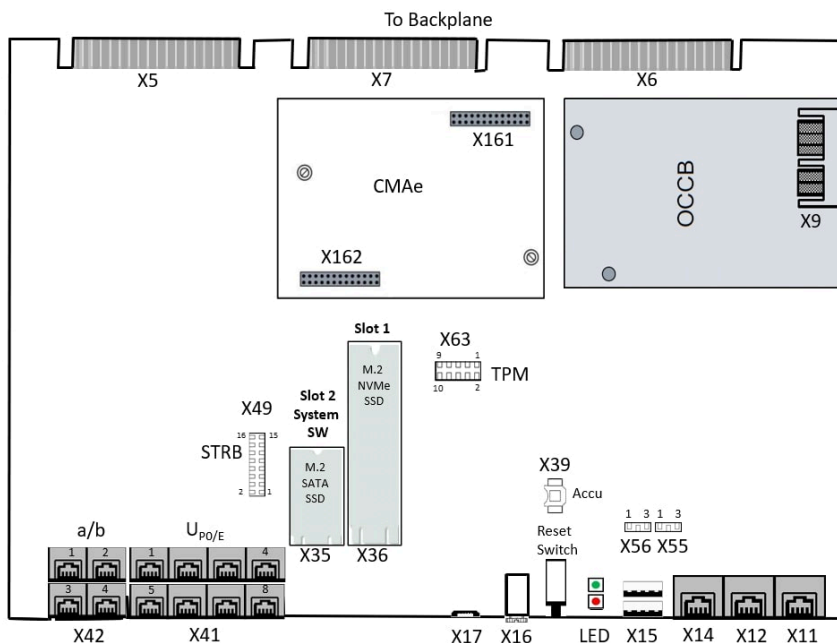 To Backplane
X5
X7
X6
X161
CMAe
X162
OCCB
X9
Slot 1
M.2
NVMe
SSD
X63
9 1
TPM
10 2
Slot 2
System
SW
X49
16 15
STRB
2 1
M.2
SATA
SSD
X35
X36
X39
Accu
Reset
Switch
1 3
1 3
X56
X55
a/b
UP0/E
1 2
3 4
1 4
5 8
X42
X41
X17
X16
LED
X15
X14
X12
X11